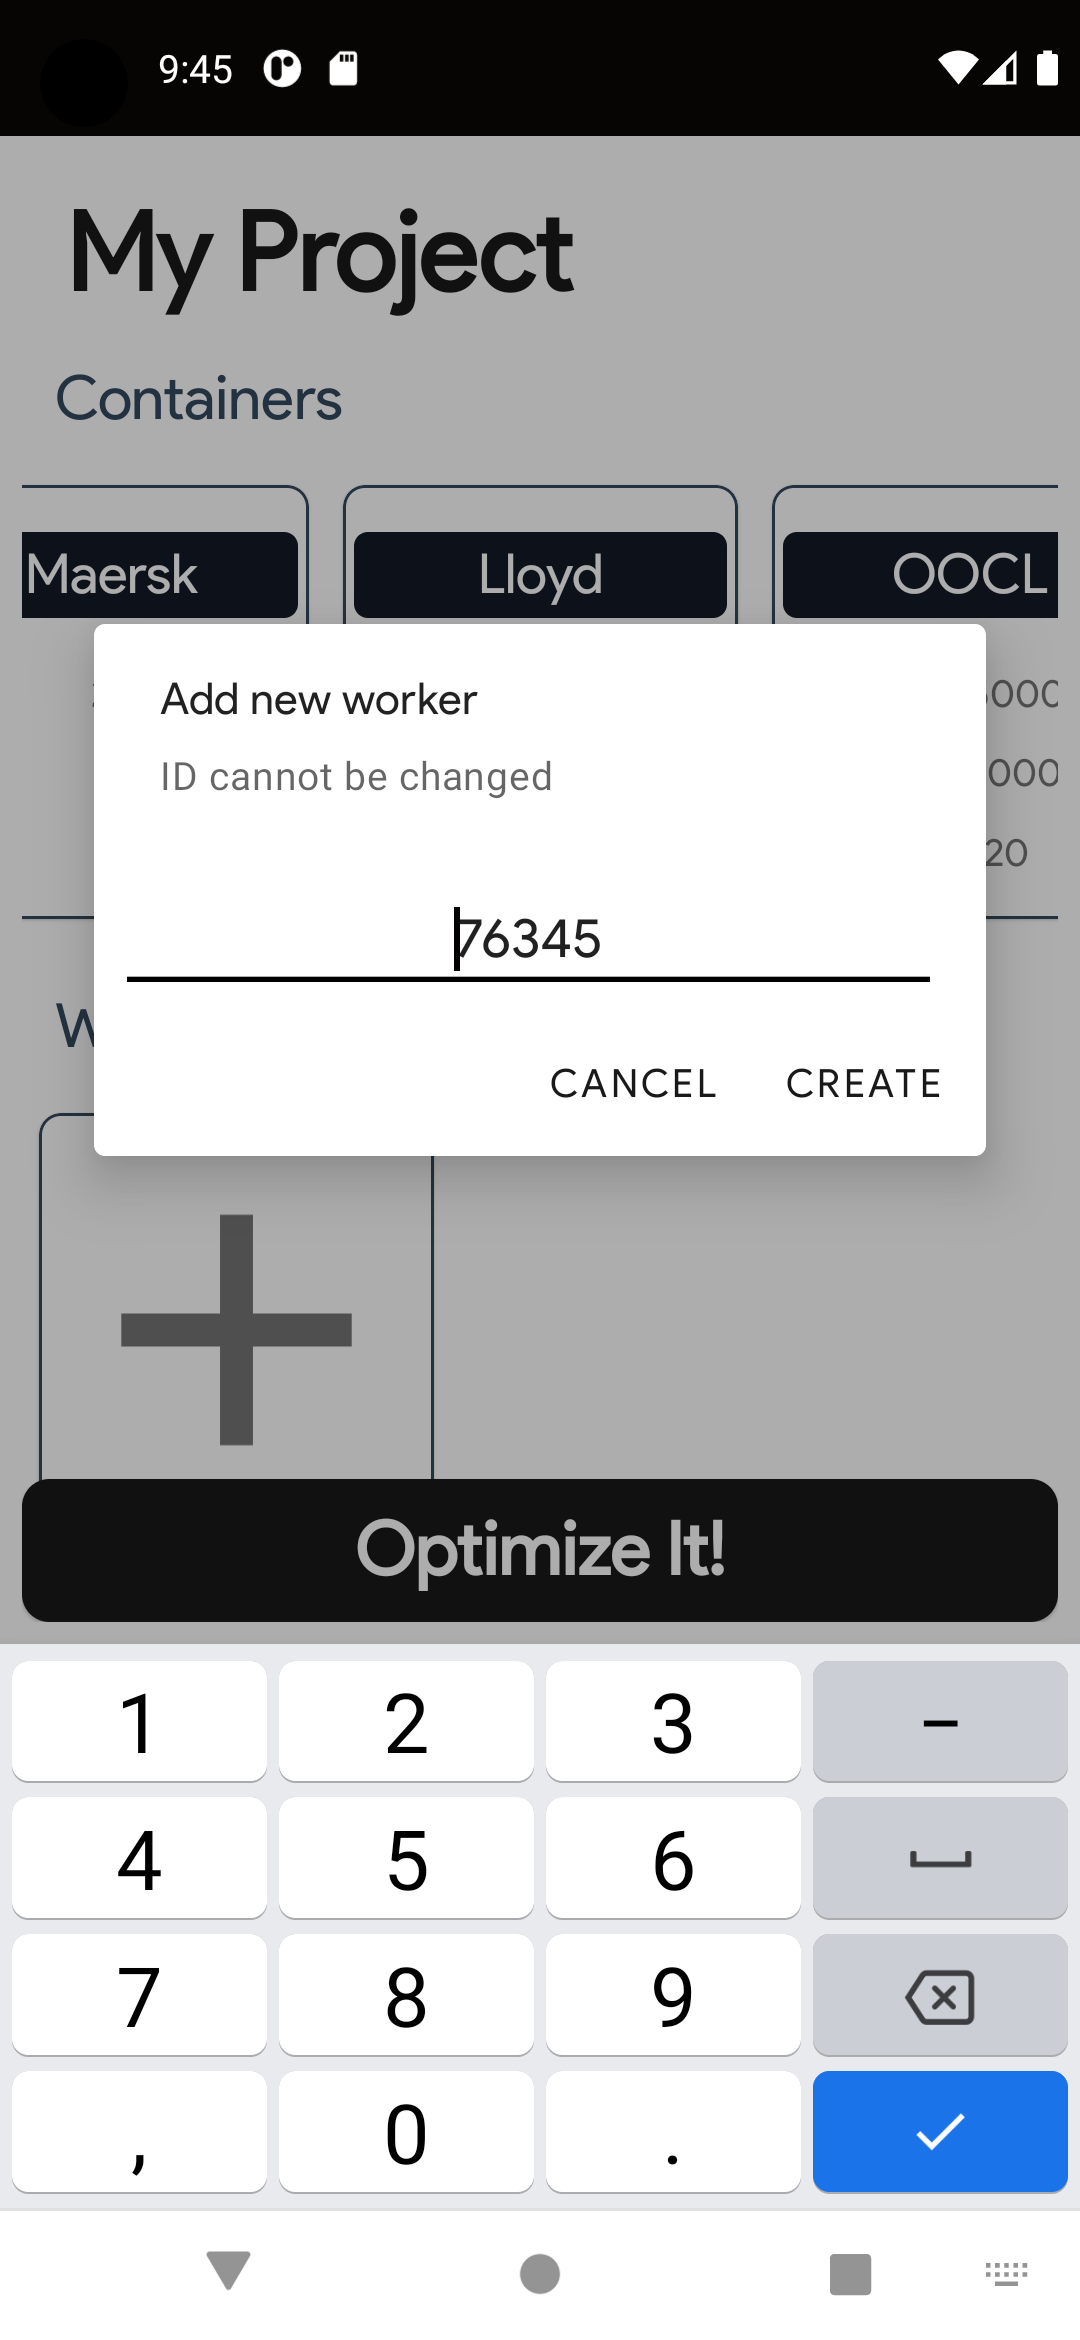 9:45
My Project
Containers
Maersk
Lloyd
OOCL
Add new worker
ID cannot be changed
000
000
20
76345
CANCEL
CREATE
Optimize It!
1
2
3
–
4
5
6
7
8
9
,
0
.